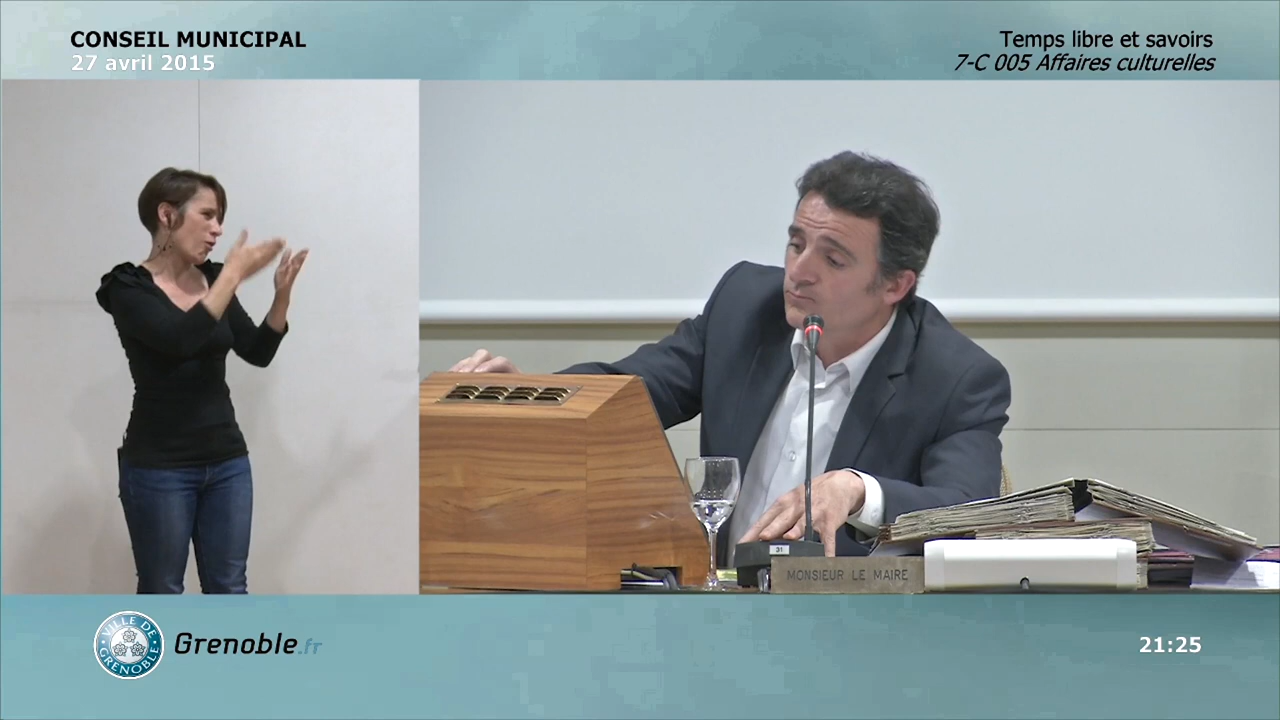 CONSEIL MUNICIPAL
27 avril 2015
Temps libre et savoirs
7-C 005 Affaires culturelles
31
MONSIEUR LE MAIRE
VILLE DE GRENOBLE
Grenoble.fr
21:25